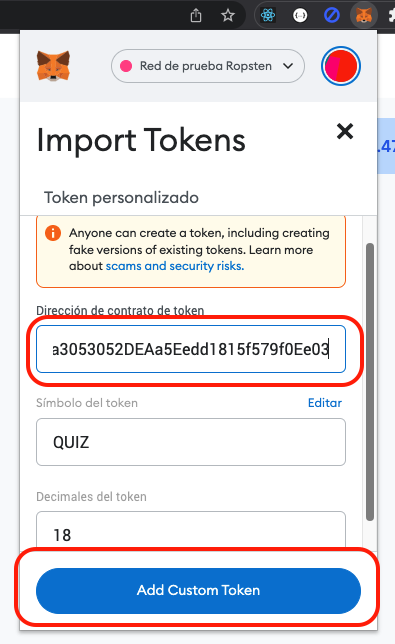 Red de prueba Ropsten
Import Tokens
.47
Token personalizado
Anyone can create a token, including creating
fake versions of existing tokens. Learn more
about scams and security risks.
Dirección de contrato de token
a3053052DEAa5Eedd1815f579f0Ee03
Símbolo del token
Editar
QUIZ
Decimales del token
18
Add Custom Token